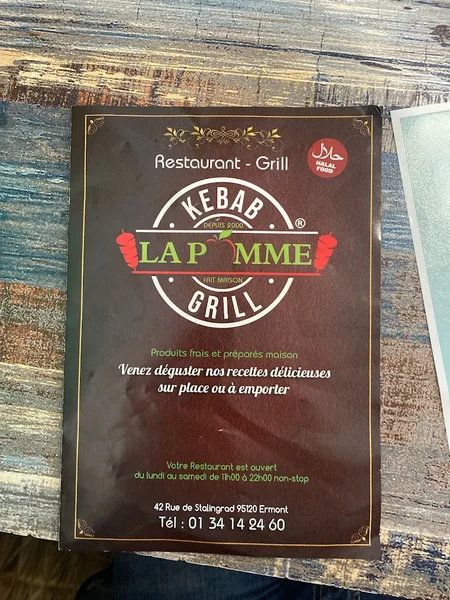 Restaurant - Grill
حلال
HALAL
FOOD
KEBAB
®
DEPUIS 2000
LA POMME
FAIT MAISON
GRILL
Produits frais et préparés maison
Venez déguster nos recettes délicieuses
sur place ou à emporter
Votre Restaurant est ouvert
du lundi au samedi de 11h00 à 22h00 non-stop
42 Rue de Stalingrad 95120 Ermont
Tél : 01 34 14 24 60